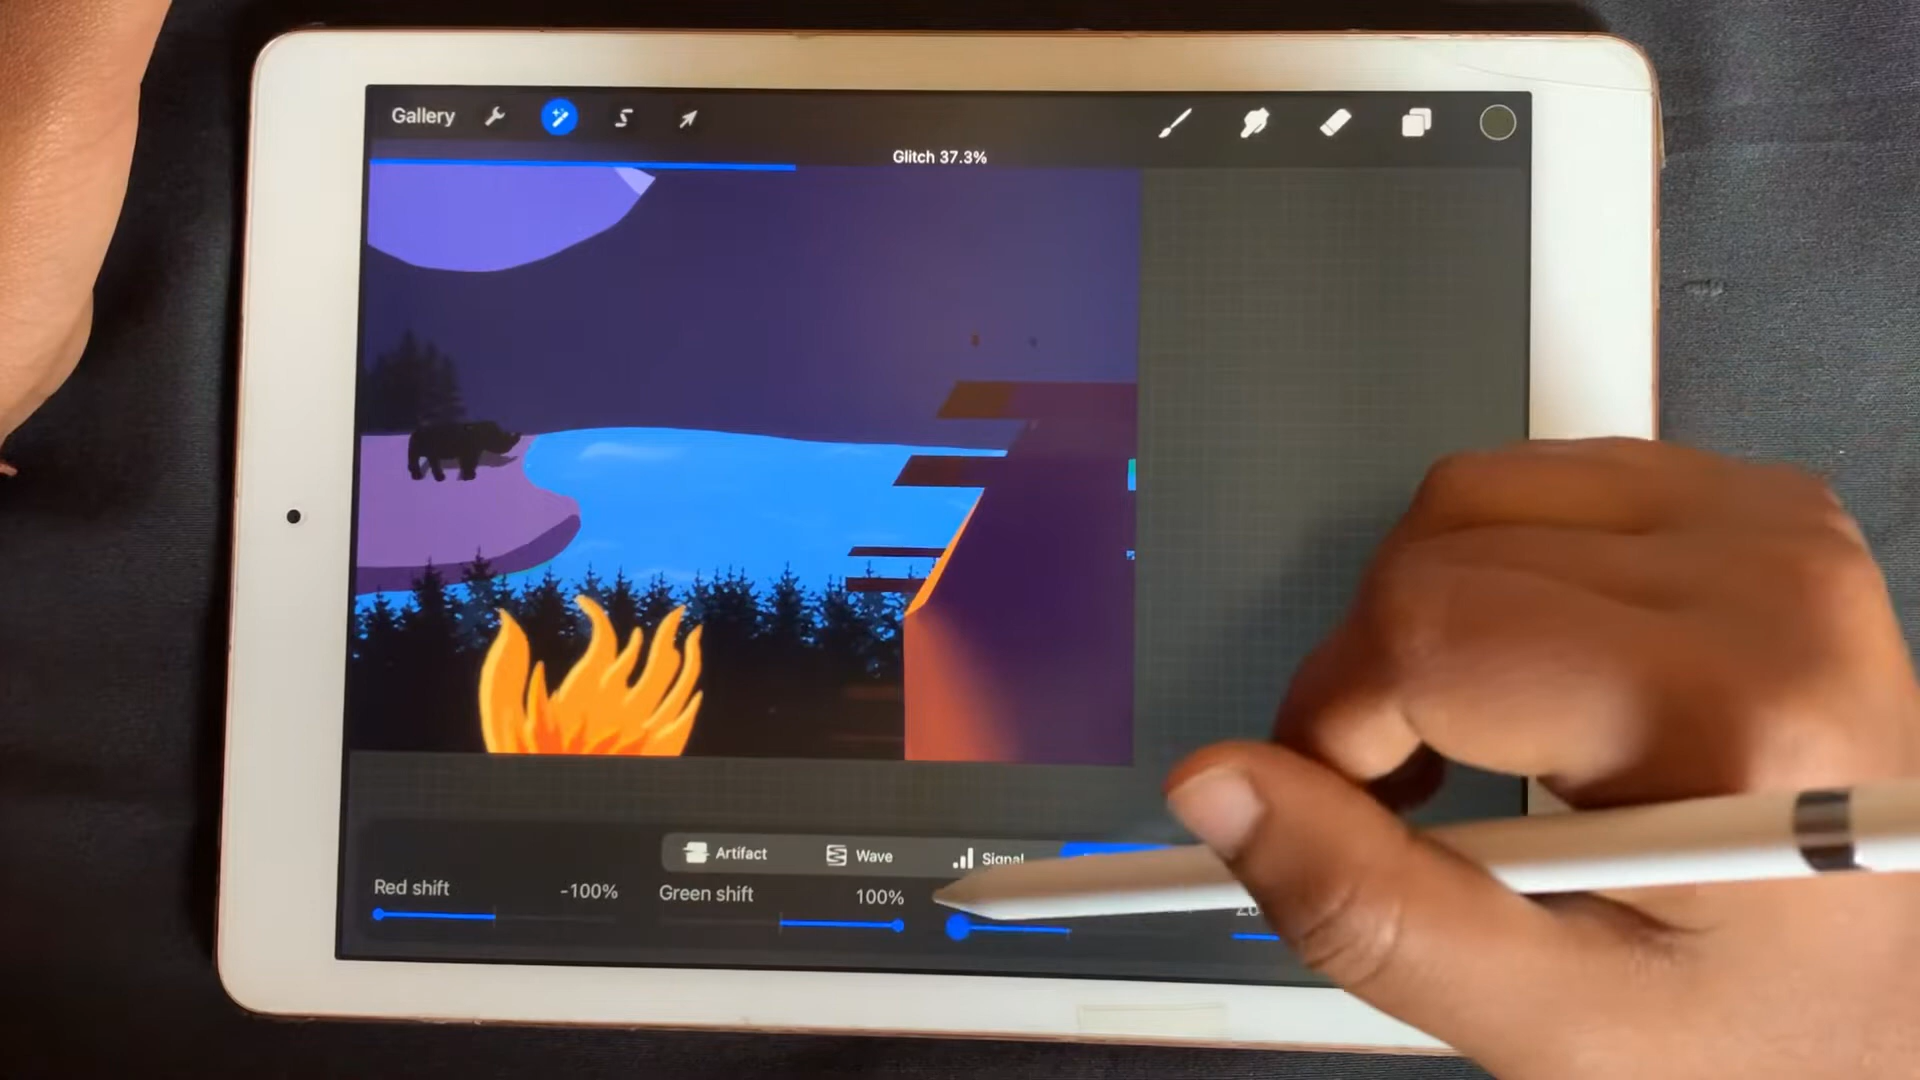 Gallery
Glitch 37.3%
Artifact Wave Signal
Red shift -100% Green shift 100%